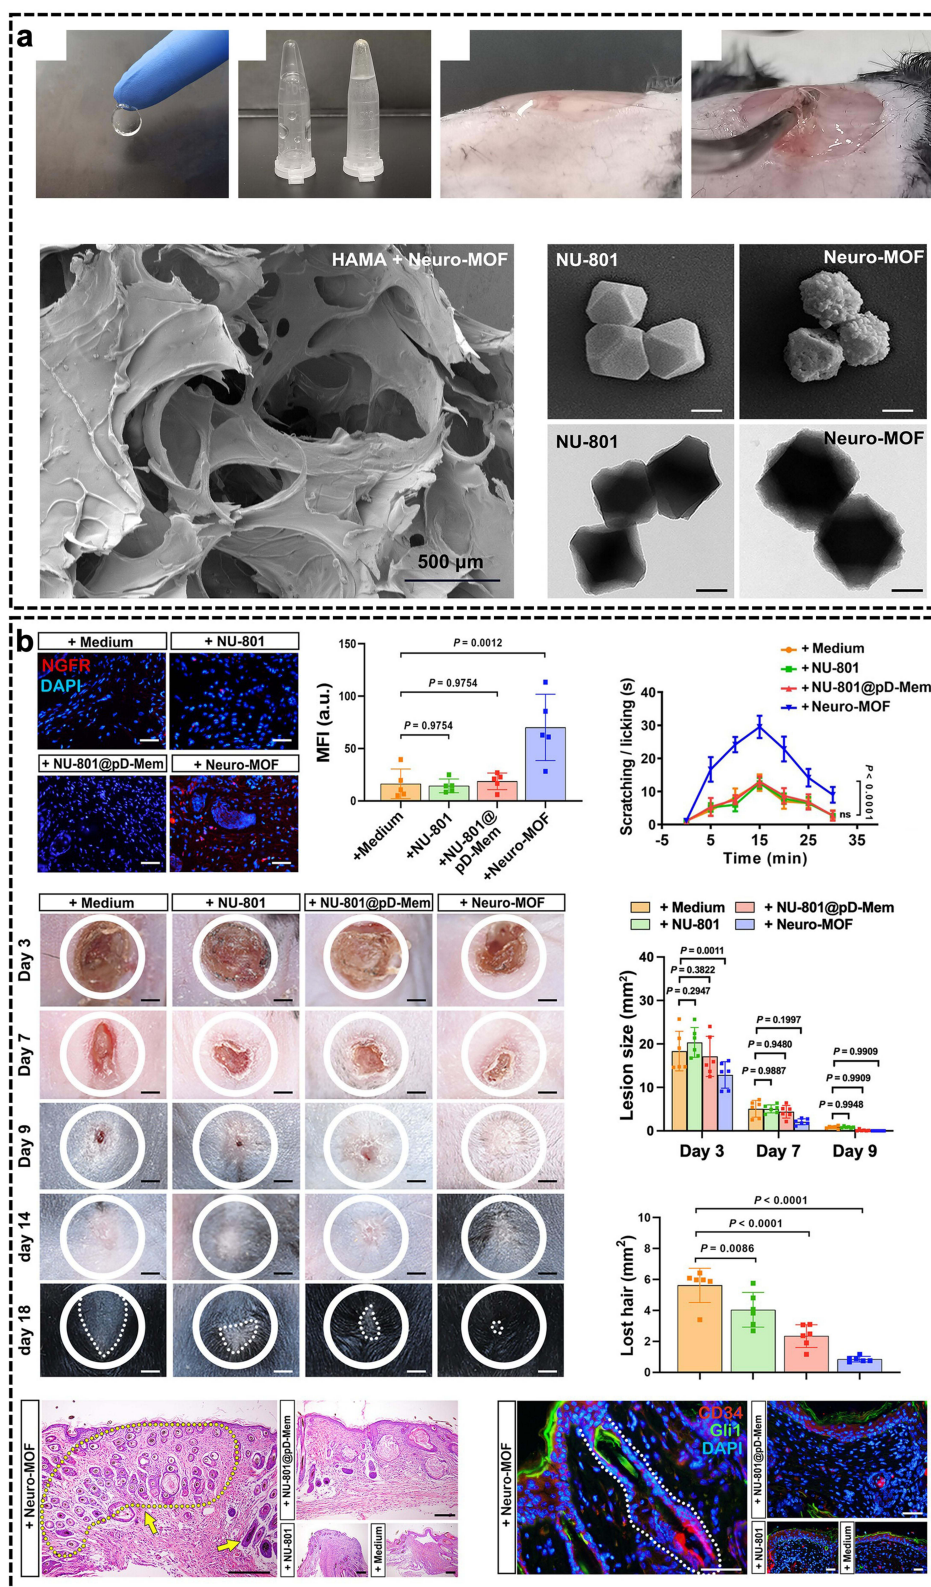 a
HAMA + Neuro-MOF
NU-801
Neuro-MOF
NU-801
Neuro-MOF
500 µm
b
+ Medium
+ NU-801
NGFR
DAPI
+ NU-801@pD-Mem
+ Neuro-MOF
MFI (a.u.)
150
100
50
0
P = 0.0012
P = 0.9754
P = 0.9754
+Medium
+NU-801
+NU-801@
pD-Mem
+Neuro-MOF
+ Medium
+ NU-801
+ NU-801@pD-Mem
+ Neuro-MOF
Scratching / licking (s)
40
30
20
10
0
-5
5
15
25
35
Time (min)
ns
P < 0.0001
+ Medium
+ NU-801
+ NU-801@pD-Mem
+ Neuro-MOF
Day 3
Day 7
Day 9
day 14
day 18
+ Medium
+ NU-801@pD-Mem
+ NU-801
+ Neuro-MOF
Lesion size (mm²)
40
30
20
10
0
P = 0.0011
P = 0.3822
P = 0.2947
P = 0.1997
P = 0.9480
P = 0.9887
P = 0.9909
P = 0.9909
P = 0.9948
Day 3
Day 7
Day 9
Lost hair (mm²)
10
8
6
4
2
0
P < 0.0001
P < 0.0001
P = 0.0086
+ Neuro-MOF
+ NU-801@pD-Mem
+ NU-801
+ Medium
+ Neuro-MOF
CD34
Gli1
DAPI
+ NU-801@pD-Mem
+ NU-801
+ Medium